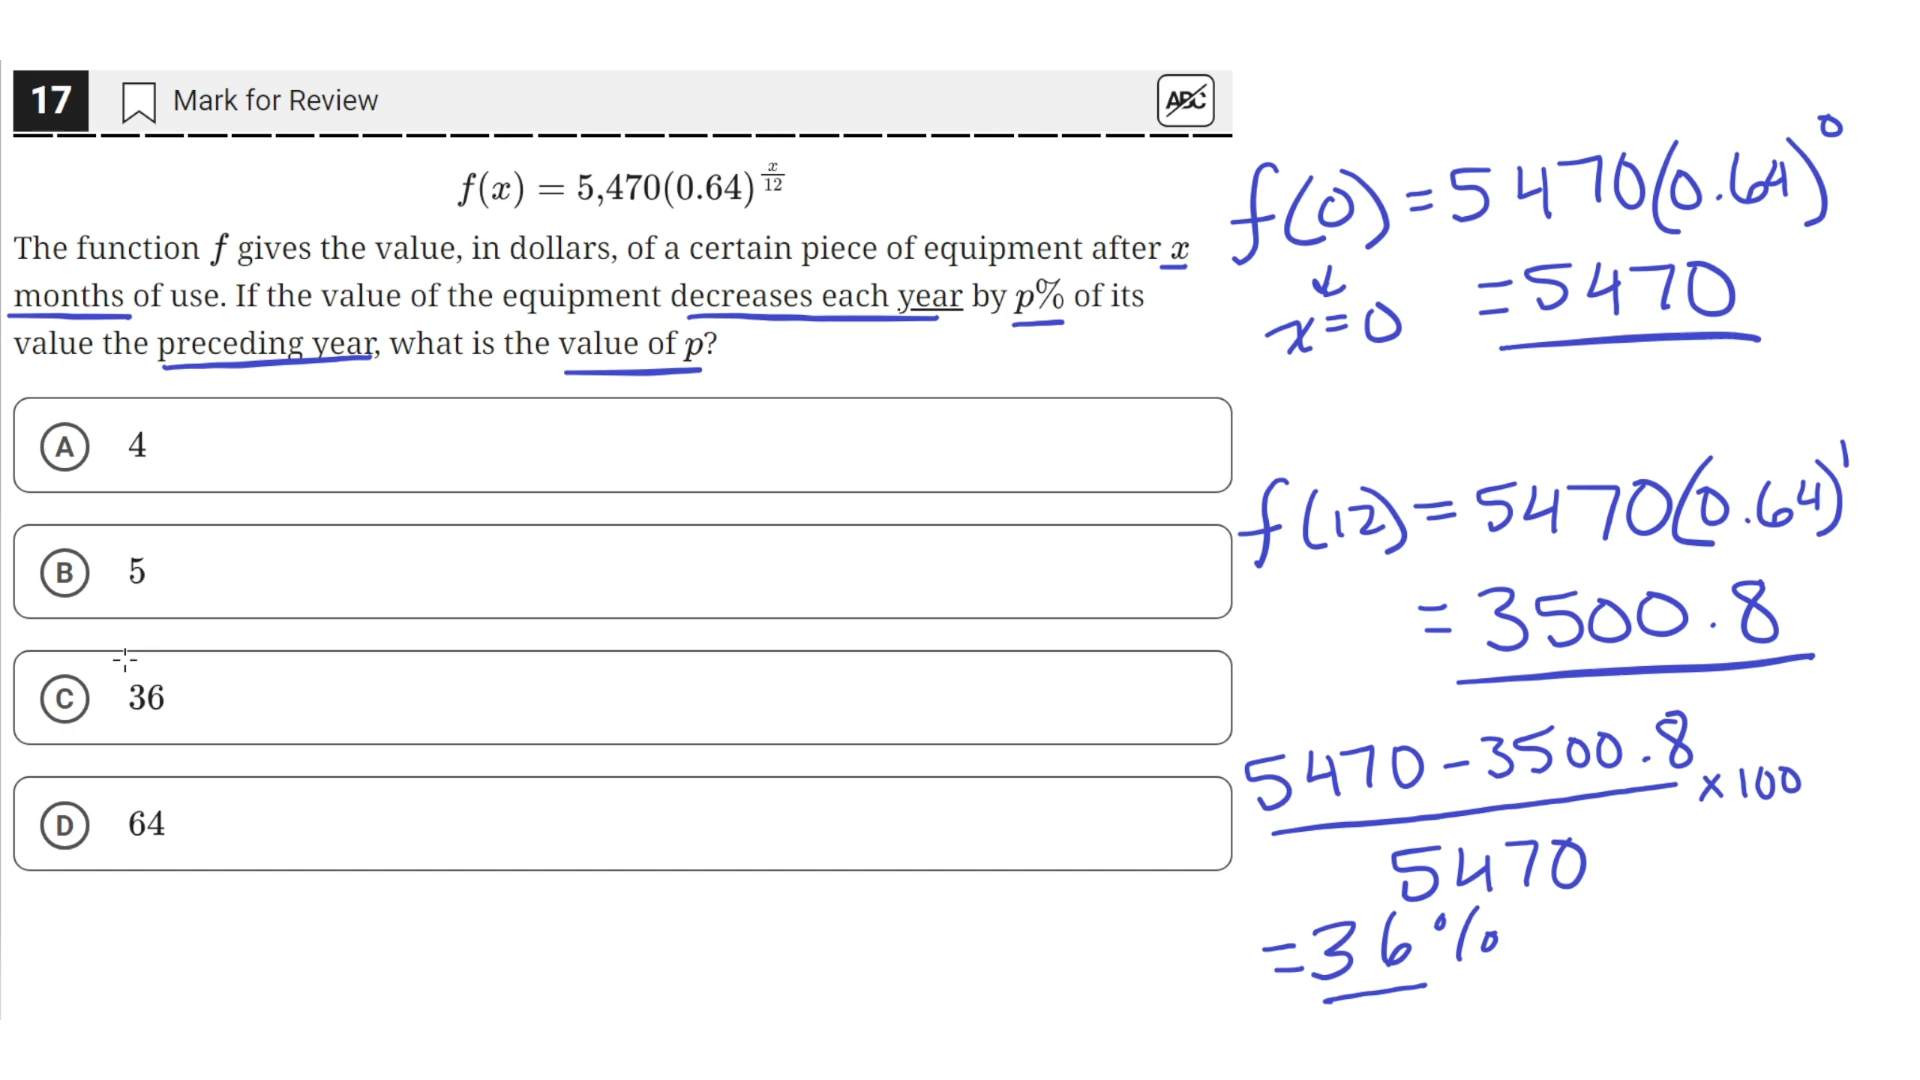 17 Mark for Review ABC
f(x) = 5,470(0.64)^(x/12)
The function f gives the value, in dollars, of a certain piece of equipment after x
months of use. If the value of the equipment decreases each year by p% of its
value the preceding year, what is the value of p?
A 4
B 5
C 36
D 64
f(0) = 5470(0.64)^0
x = 0
= 5470
f(12) = 5470(0.64)^1
= 3500.8
5470 - 3500.8
x 100
5470
= 36%